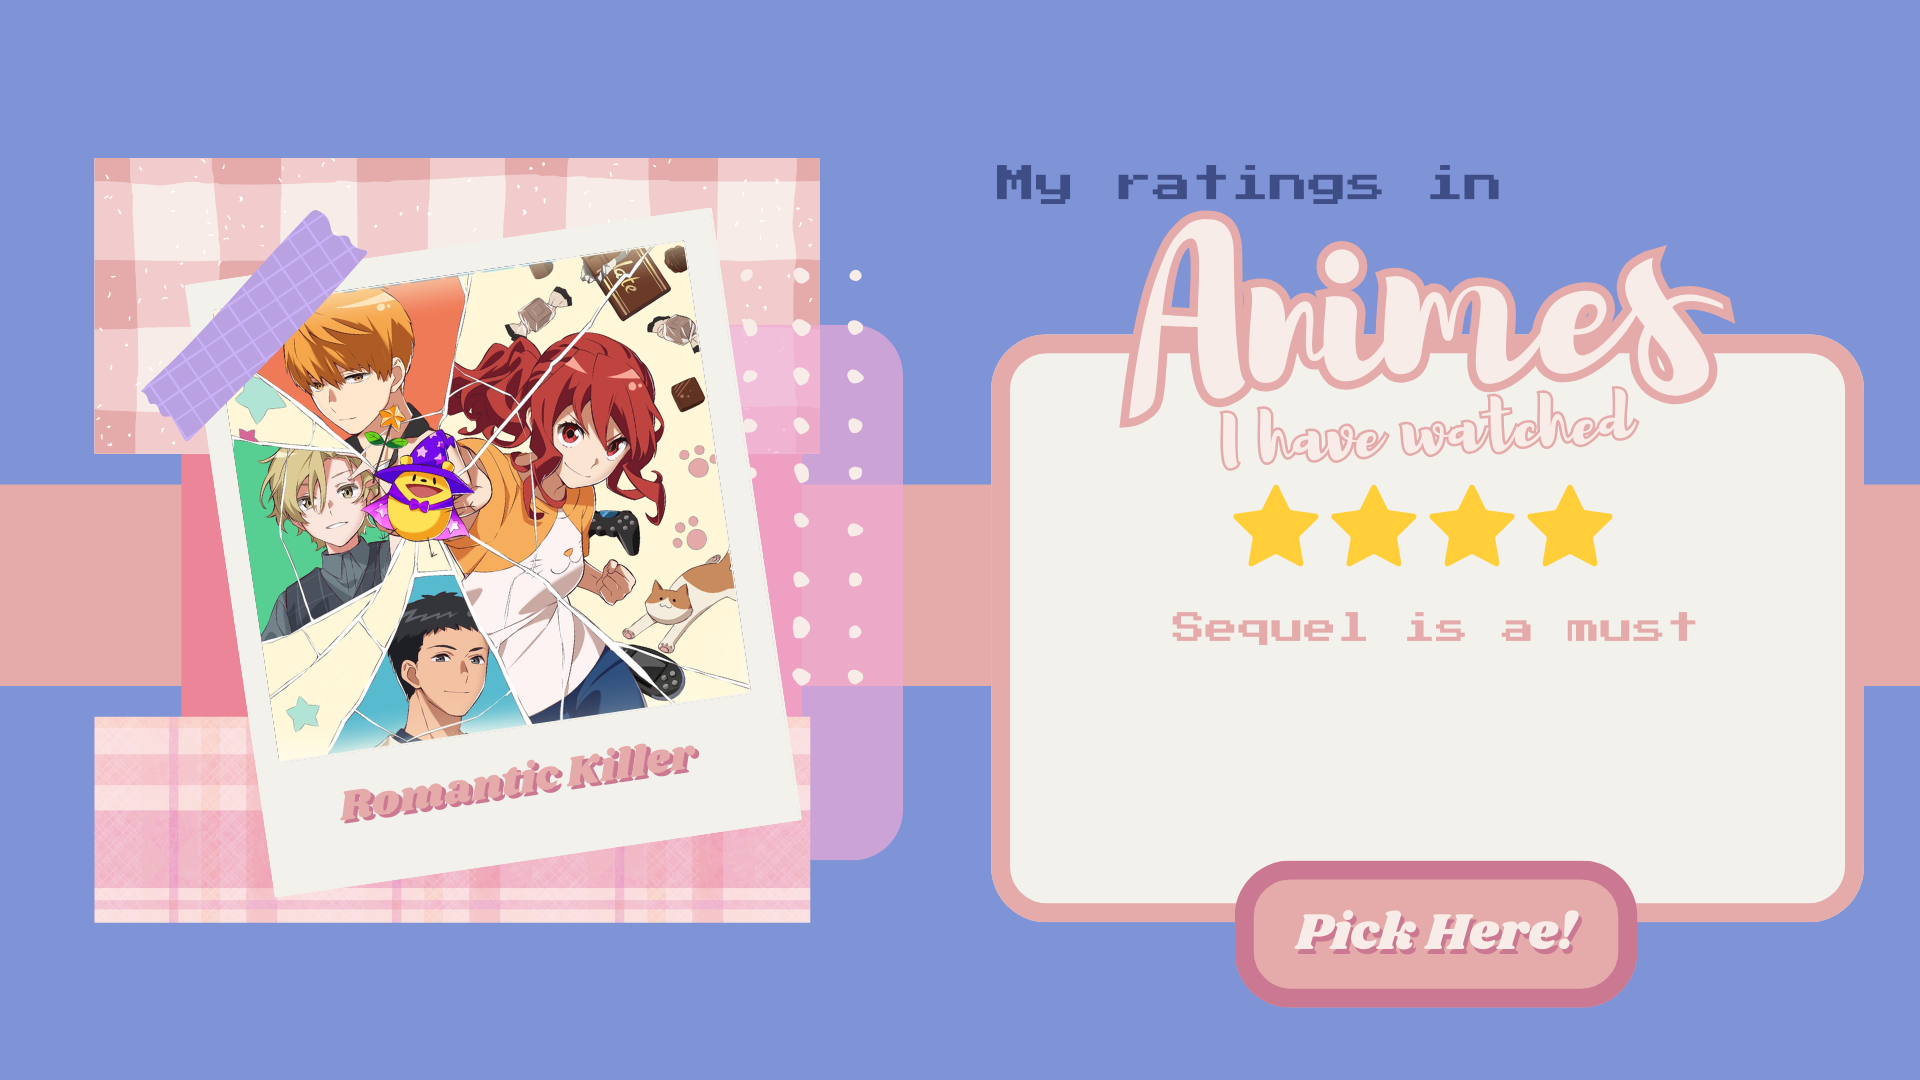 My ratings in
Animes
I have watched
Sequel is a must
Romantic Killer
Pick Here!